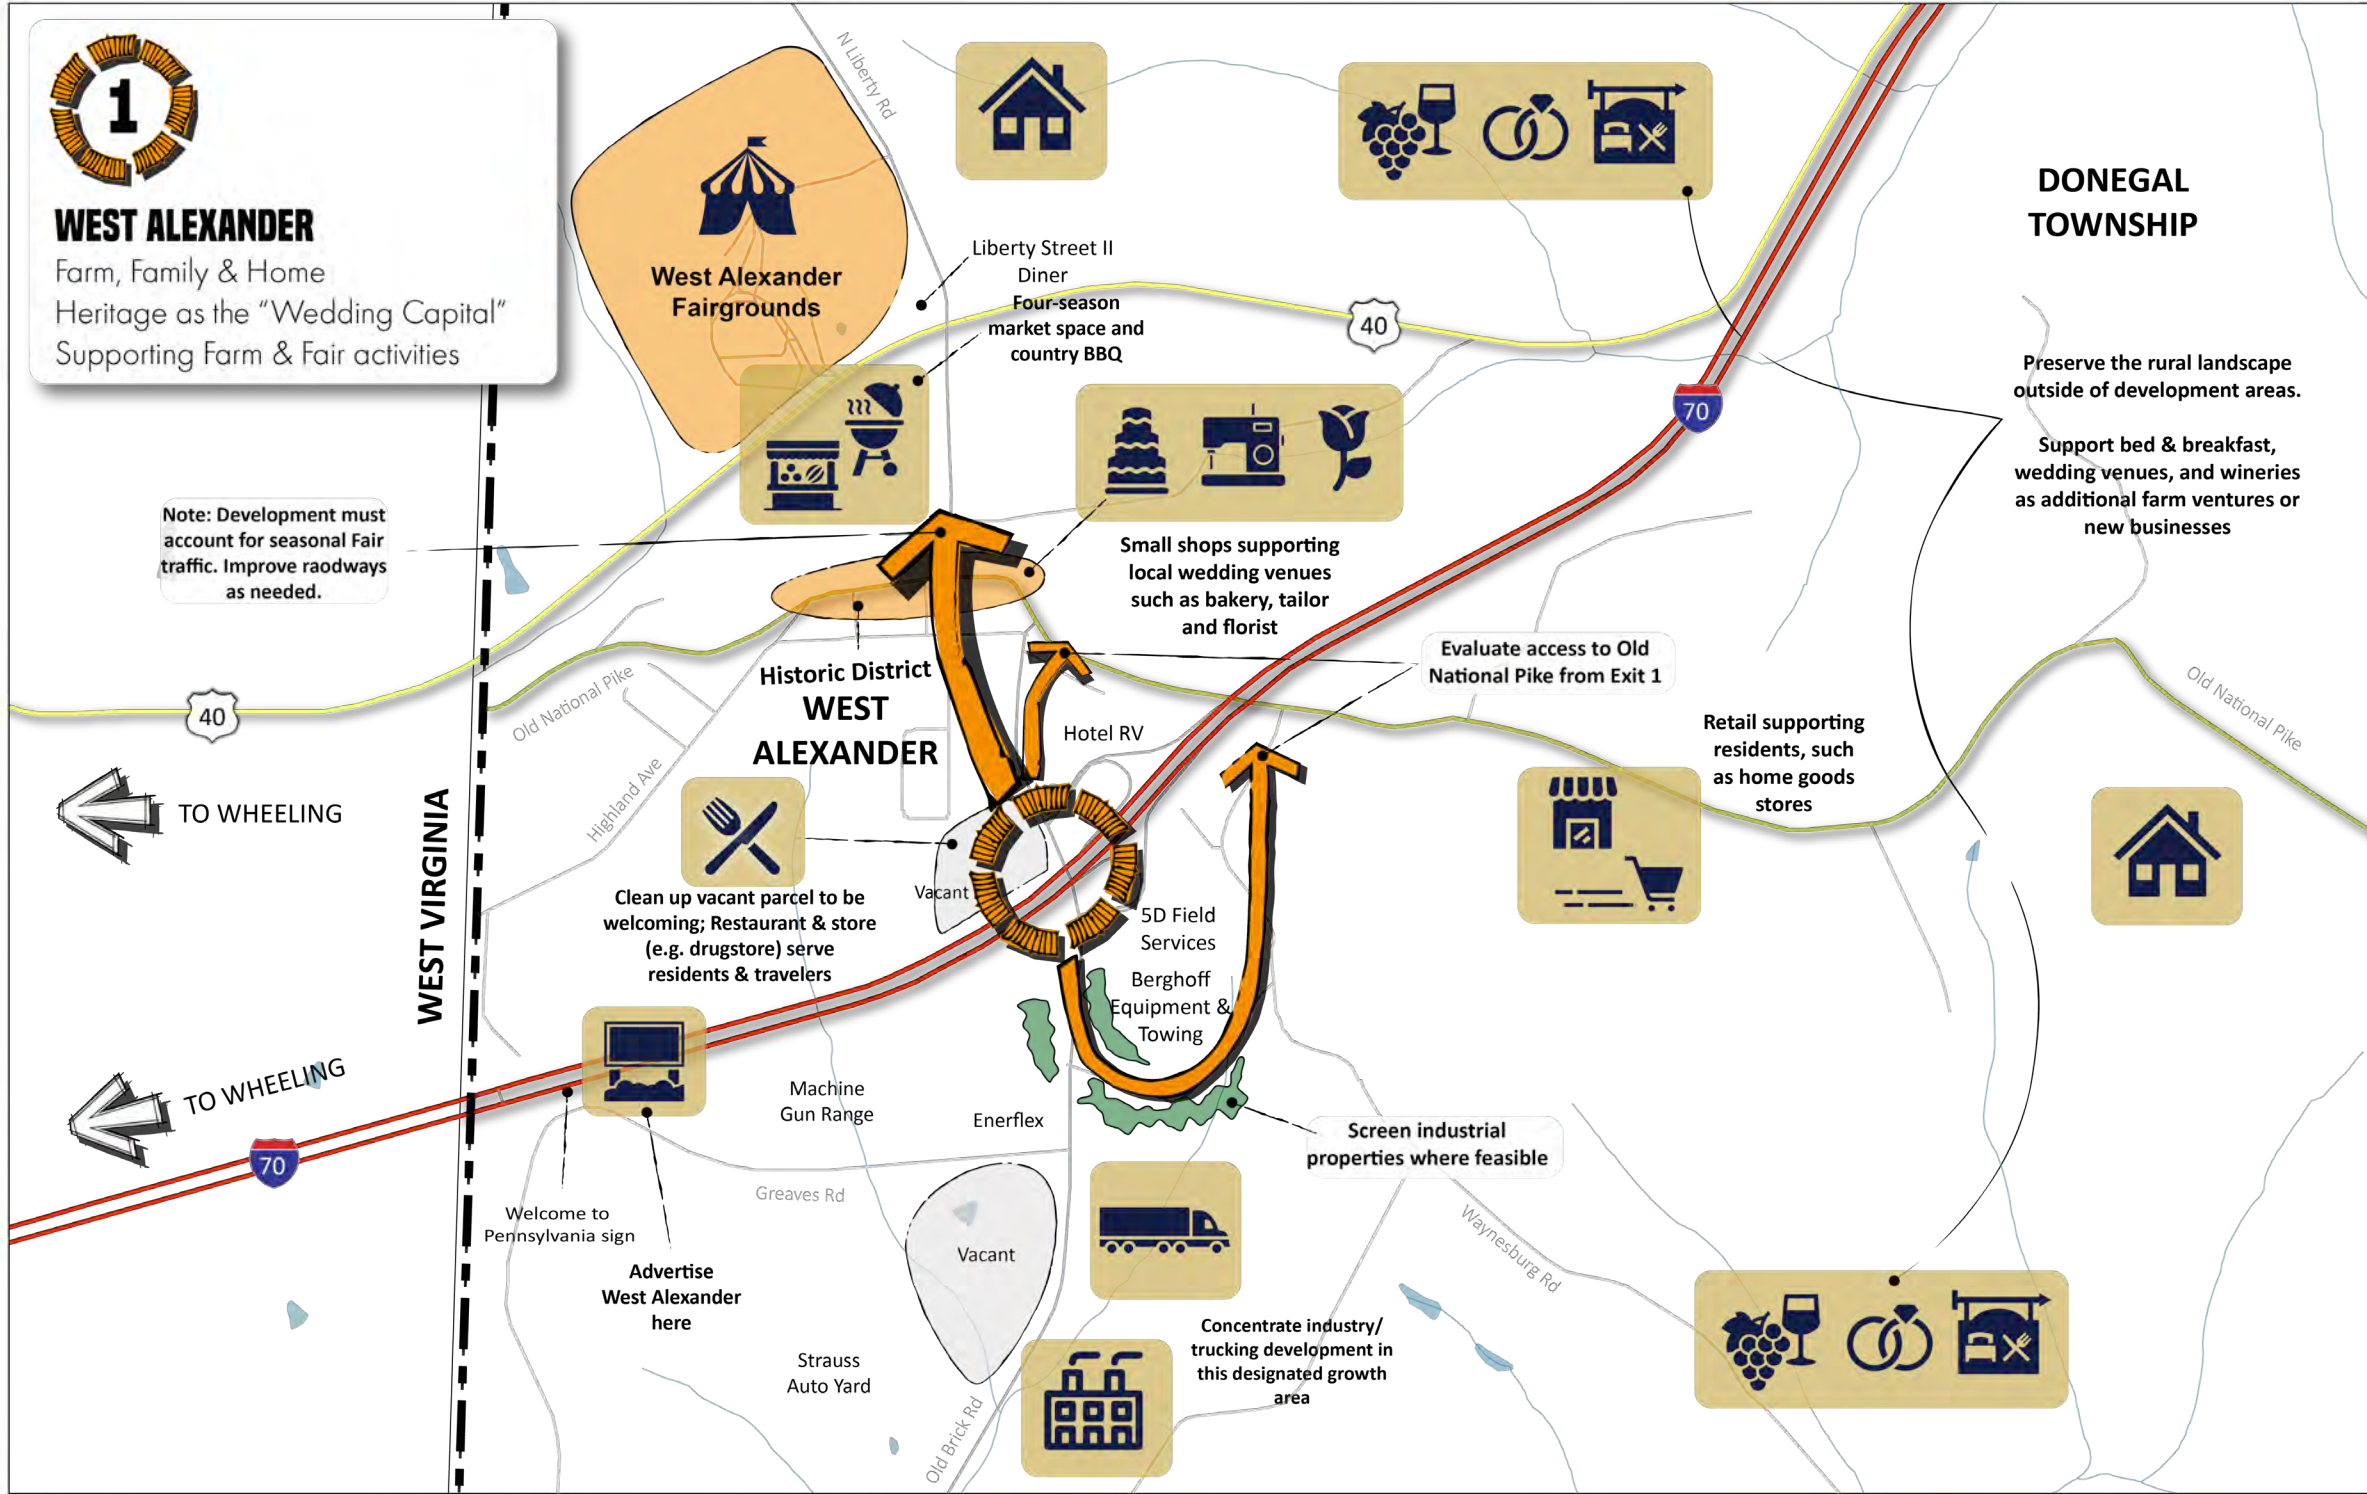 1
WEST ALEXANDER
Farm, Family & Home
Heritage as the “Wedding Capital”
Supporting Farm & Fair activities
N Liberty Rd
DONEGAL
TOWNSHIP
West Alexander
Fairgrounds
Liberty Street II
Diner
Four-season
market space and
country BBQ
40
70
Preserve the rural landscape
outside of development areas.
Support bed & breakfast,
wedding venues, and wineries
as additional farm ventures or
new businesses
Note: Development must
account for seasonal Fair
traffic. Improve raodways
as needed.
Small shops supporting
local wedding venues
such as bakery, tailor
and florist
Evaluate access to Old
National Pike from Exit 1
Historic District
WEST
ALEXANDER
Old National Pike
40
Highland Ave
Hotel RV
Retail supporting
residents, such
as home goods
stores
Old National Pike
TO WHEELING
WEST VIRGINIA
Vacant
Clean up vacant parcel to be
welcoming; Restaurant & store
(e.g. drugstore) serve
residents & travelers
5D Field
Services
Berghoff
Equipment &
Towing
TO WHEELING
70
Machine
Gun Range
Enerflex
Screen industrial
properties where feasible
Greaves Rd
Welcome to
Pennsylvania sign
Advertise
West Alexander
here
Vacant
Waynesburg Rd
Strauss
Auto Yard
Concentrate industry/
trucking development in
this designated growth
area
Old Brick Rd